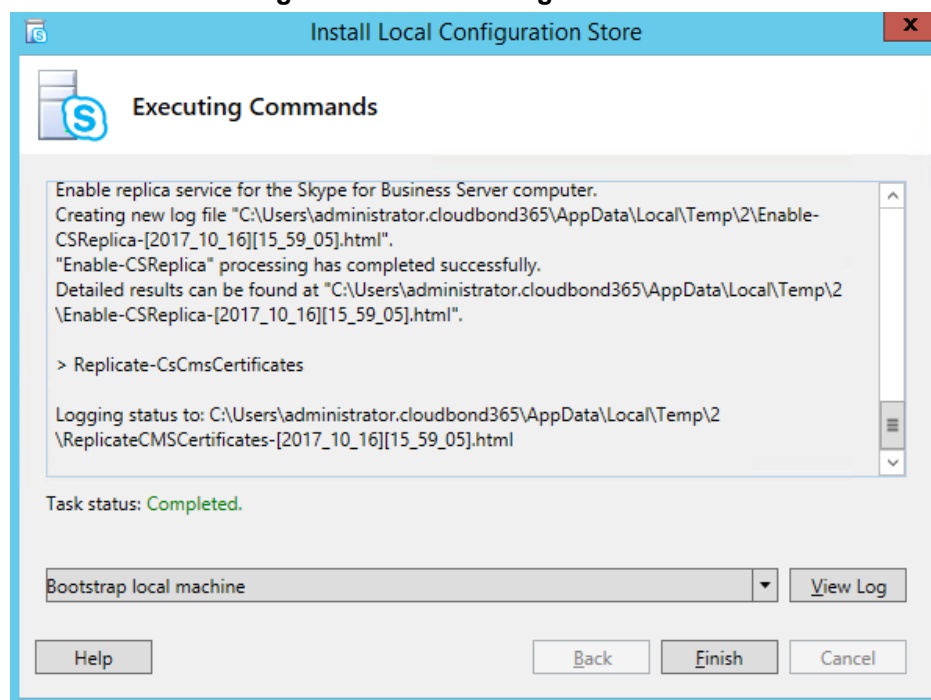 Install Local Configuration Store
x
S
Executing Commands
Enable replica service for the Skype for Business Server computer.
Creating new log file "C:\Users\administrator.cloudbond365\AppData\Local\Temp\2\Enable-
CSReplica-[2017_10_16][15_59_05].html".
"Enable-CSReplica" processing has completed successfully.
Detailed results can be found at "C:\Users\administrator.cloudbond365\AppData\Local\Temp\2
\Enable-CSReplica-[2017_10_16][15_59_05].html".
> Replicate-CsCmsCertificates
Logging status to: C:\Users\administrator.cloudbond365\AppData\Local\Temp\2
\ReplicateCMSCertificates-[2017_10_16][15_59_05].html
Task status: Completed.
Bootstrap local machine
View Log
Help
Back
Finish
Cancel